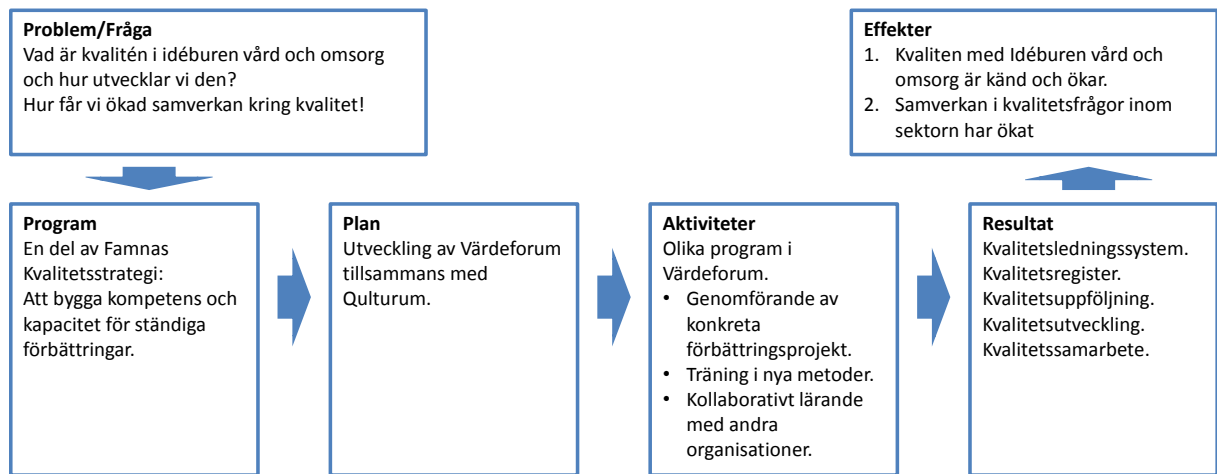 Problem/Fråga
Vad är kvalitén i idéburen vård och omsorg
och hur utvecklar vi den?
Hur får vi ökad samverkan kring kvalitet!
Effekter
1. Kvaliten med Idéburen vård och
omsorg är känd och ökar.
2. Samverkan i kvalitetsfrågor inom
sektorn har ökat
Program
En del av Famnas
Kvalitetsstrategi:
Att bygga kompetens och
kapacitet för ständiga
förbättringar.
Plan
Utveckling av Värdeforum
tillsammans med
Qulturum.
Aktiviteter
Olika program i
Värdeforum.
• Genomförande av
konkreta
förbättringsprojekt.
• Träning i nya metoder.
• Kollaborativt lärande
med andra
organisationer.
Resultat
Kvalitetsledningssystem.
Kvalitetsregister.
Kvalitetsuppföljning.
Kvalitetsutveckling.
Kvalitetssamarbete.